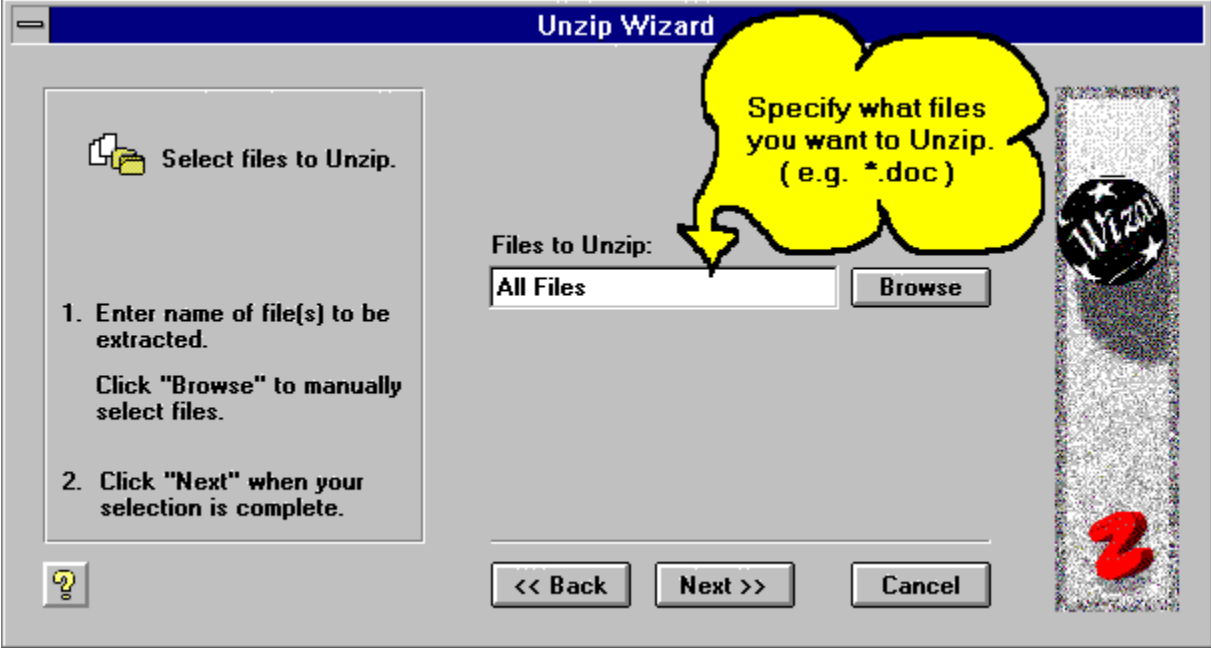 Unzip Wizard
Specify what files
you want to Unzip.
( e.g. *.doc )
Select files to Unzip.
1. Enter name of file(s) to be
extracted.
Click "Browse" to manually
select files.
2. Click "Next" when your
selection is complete.
Files to Unzip:
All Files
Browse
Wizar
2
?
<< Back
Next >>
Cancel